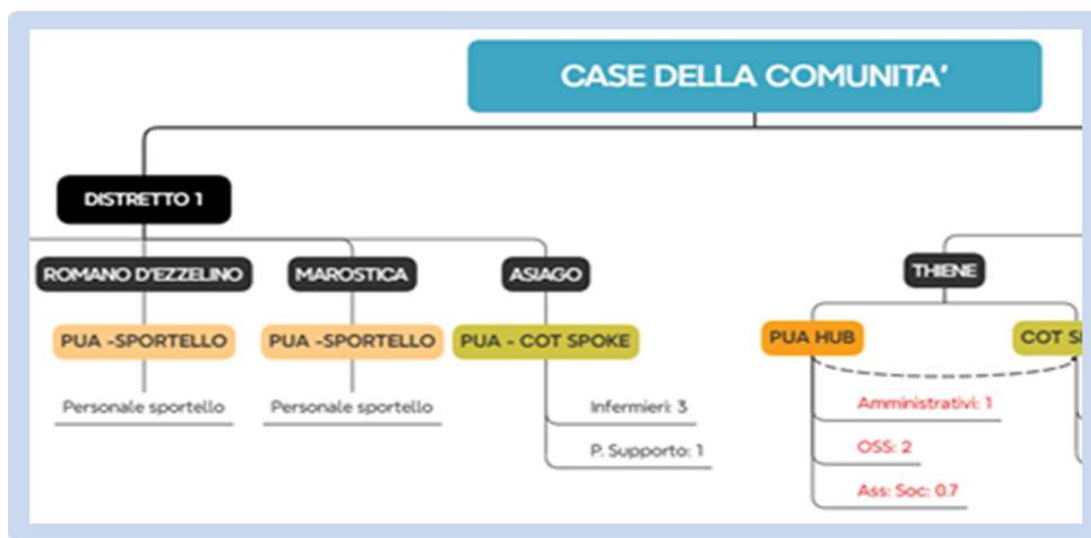 CASE DELLA COMUNITA'
DISTRETTO 1
ROMANO D'EZZELINO
MAROSTICA
ASIAGO
THIENE
PUA -SPORTELLO
PUA -SPORTELLO
PUA - COT SPOKE
PUA HUB
COT
Personale sportello
Personale sportello
Infermieri: 3
P. Supporto: 1
Amministrativi: 1
OSS: 2
Ass: Soc: 0.7